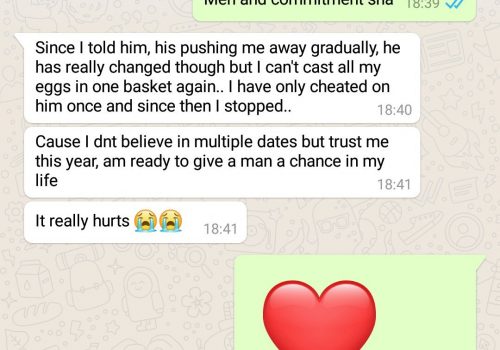 Men and commitment sha 18:39
Since I told him, his pushing me away gradually, he
has really changed though but I can't cast all my
eggs in one basket again.. I have only cheated on
him once and since then I stopped..
18:40
Cause I dnt believe in multiple dates but trust me
this year, am ready to give a man a chance in my
life
18:41
It really hurts 😭😭 18:41